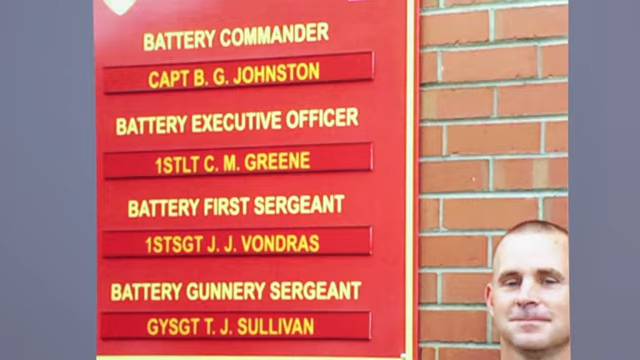 BATTERY COMMANDER
CAPT B. G. JOHNSTON
BATTERY EXECUTIVE OFFICER
1STLT C. M. GREENE
BATTERY FIRST SERGEANT
1STSGT J. J. VONDRAS
BATTERY GUNNERY SERGEANT
GYSGT T. J. SULLIVAN